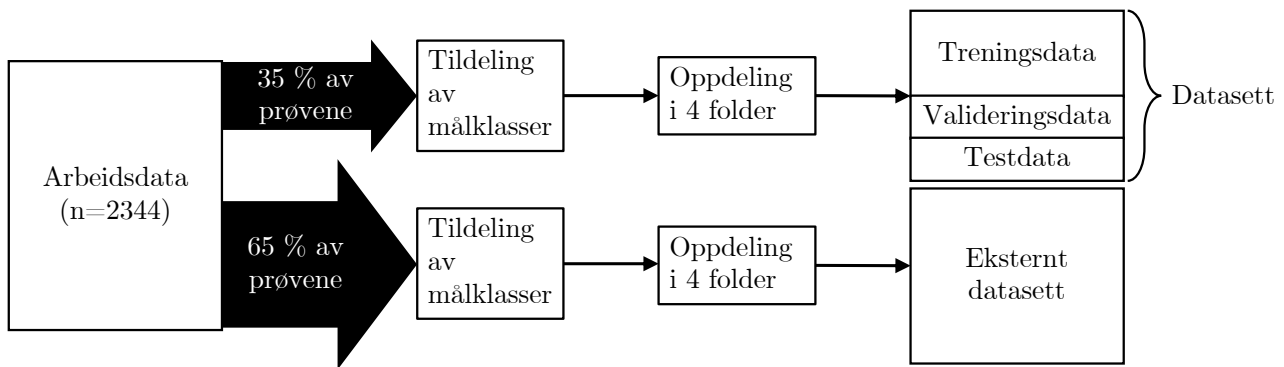 Arbeidsdata
(n=2344)
35 % av
prøvene
Tildeling
av
målklasser
Oppdeling
i 4 folder
Treningsdata
Valideringsdata
Testdata
Datasett
65 % av
prøvene
Tildeling
av
målklasser
Oppdeling
i 4 folder
Eksternt
datasett